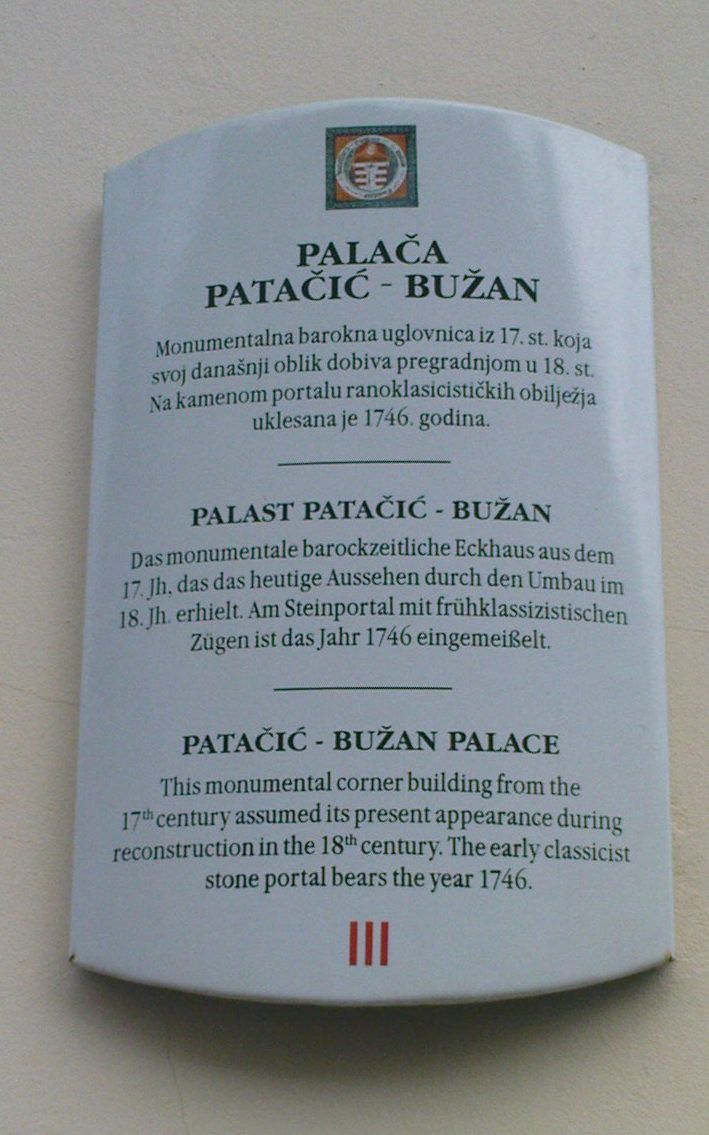 PALAČA
PATAČIĆ - BUŽAN
Monumentalna barokna uglovnica iz 17. st. koja
svoj današnji oblik dobiva pregradnjom u 18. st.
Na kamenom portalu ranoklasicističkih obilježja
uklesana je 1746. godina.
PALAST PATAČIĆ - BUŽAN
Das monumentale barockzeitliche Eckhaus aus dem
17. Jh, das das heutige Aussehen durch den Umbau im
18. Jh. erhielt. Am Steinportal mit frühklassizistischen
Zügen ist das Jahr 1746 eingemeißelt.
PATAČIĆ - BUŽAN PALACE
This monumental corner building from the
17th century assumed its present appearance during
reconstruction in the 18th century. The early classicist
stone portal bears the year 1746.
III